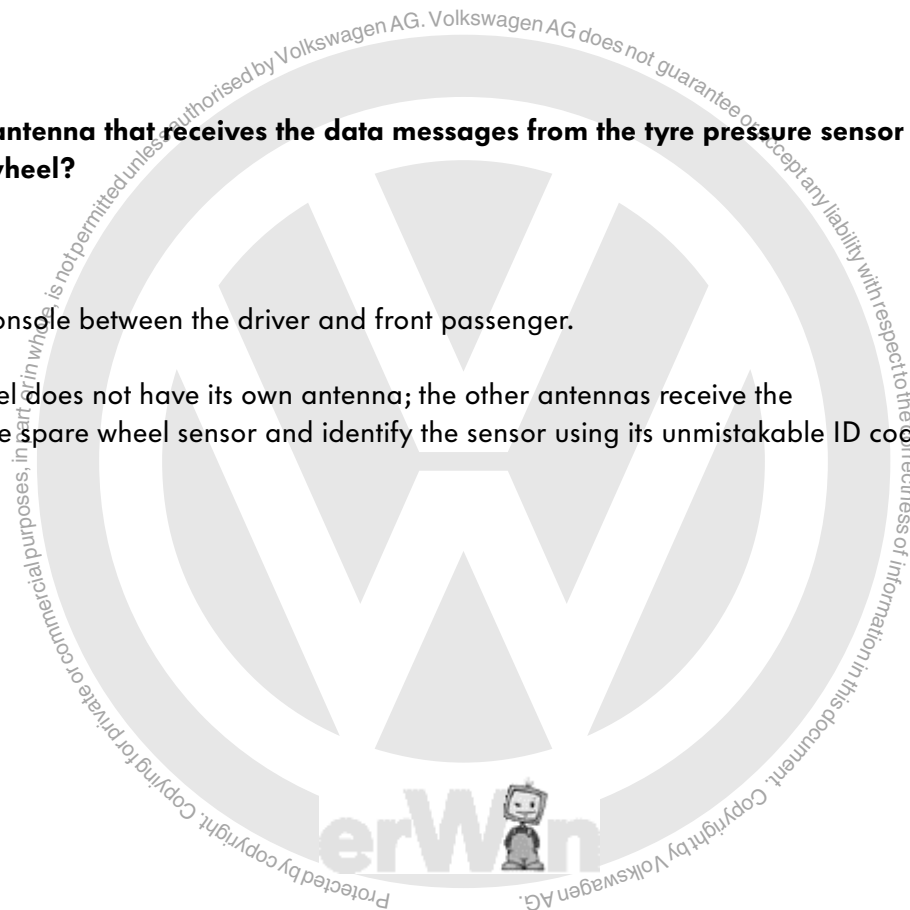 antenna that receives the data messages from the tyre pressure sensor
wheel?
onsole between the driver and front passenger.
el does not have its own antenna; the other antennas receive the
e spare wheel sensor and identify the sensor using its unmistakable ID cod
Protected by copyright. Copying for private or commercial purposes, in part or in whole, is not permitted unless authorised by Volkswagen AG. Volkswagen AG does not guarantee or accept any liability with respect to the correctness of information in this document. Copyright by Volkswagen AG.
erWin